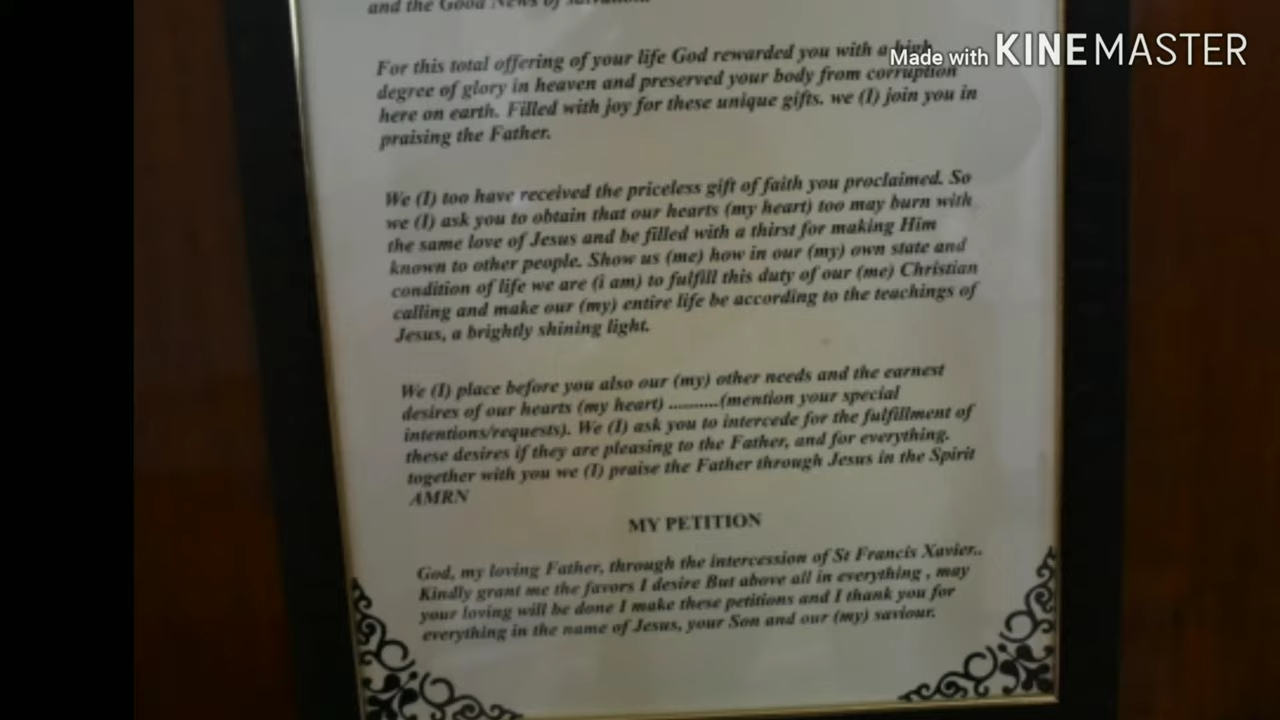 and the Good News of salvation.
For this total offering of your life God rewarded you with a high
Made with KINEMASTER
degree of glory in heaven and preserved your body from corruption
here on earth. Filled with joy for these unique gifts. we (I) join you in
praising the Father.
We (I) too have received the priceless gift of faith you proclaimed. So
we (I) ask you to obtain that our hearts (my heart) too may burn with
the same love of Jesus and be filled with a thirst for making Him
known to other people. Show us (me) how in our (my) own state and
condition of life we are (i am) to fulfill this duty of our (me) Christian
calling and make our (my) entire life be according to the teachings of
Jesus, a brightly shining light.
We (I) place before you also our (my) other needs and the earnest
desires of our hearts (my heart) ..........(mention your special
intentions/requests). We (I) ask you to intercede for the fulfillment of
these desires if they are pleasing to the Father, and for everything.
together with you we (I) praise the Father through Jesus in the Spirit
AMRN
MY PETITION
God, my loving Father, through the intercession of St Francis Xavier..
Kindly grant me the favors I desire But above all in everything , may
your loving will be done I make these petitions and I thank you for
everything in the name of Jesus, your Son and our (my) saviour.